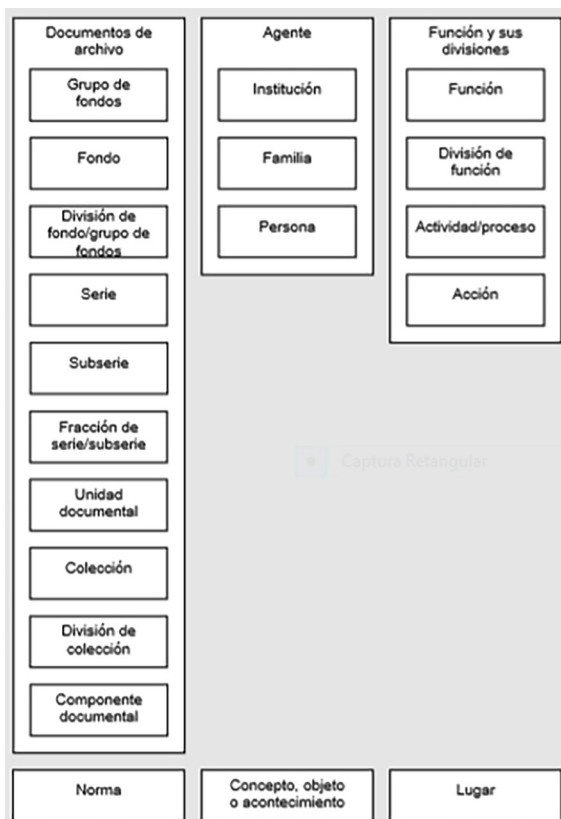 Documentos de
archivo
Grupo de
fondos
Fondo
División de
fondo/grupo de
fondos
Serie
Subserie
Fracción de
serie/subserie
Unidad
documental
Colección
División de
colección
Componente
documental
Agente
Institución
Familia
Persona
Función y sus
divisiones
Función
División de
función
Actividad/proceso
Acción
Captura Retangular
Norma
Concepto, objeto
o acontecimiento
Lugar